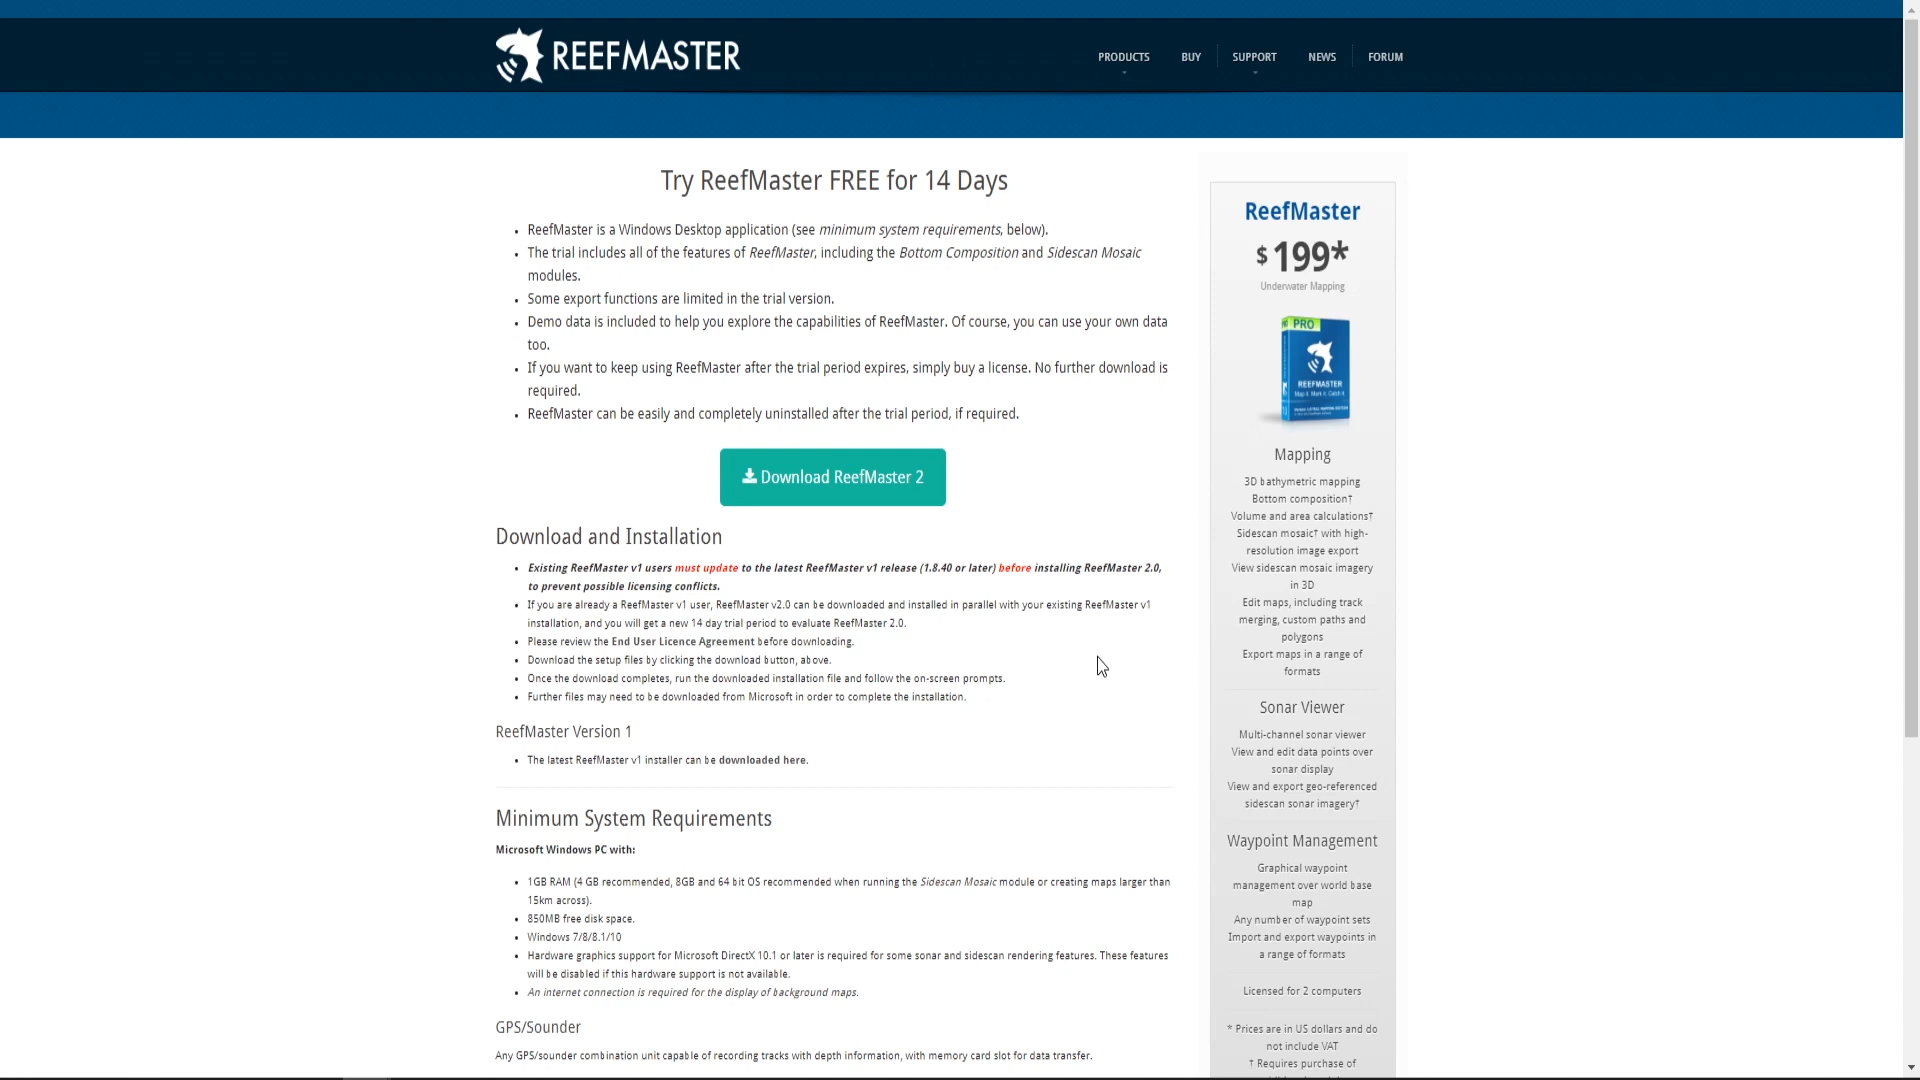 REEFMASTER
PRODUCTS
BUY
SUPPORT
NEWS
FORUM
Try ReefMaster FREE for 14 Days
• ReefMaster is a Windows Desktop application (see minimum system requirements, below).
• The trial includes all of the features of ReefMaster, including the Bottom Composition and Sidescan Mosaic
modules.
• Some export functions are limited in the trial version.
• Demo data is included to help you explore the capabilities of ReefMaster. Of course, you can use your own data
too.
• If you want to keep using ReefMaster after the trial period expires, simply buy a license. No further download is
required.
• ReefMaster can be easily and completely uninstalled after the trial period, if required.
Download ReefMaster 2
Download and Installation
• Existing ReefMaster v1 users must update to the latest ReefMaster v1 release (1.8.40 or later) before installing ReefMaster 2.0,
to prevent possible licensing conflicts.
• If you are already a ReefMaster v1 user, ReefMaster v2.0 can be downloaded and installed in parallel with your existing ReefMaster v1
installation, and you will get a new 14 day trial period to evaluate ReefMaster 2.0.
• Please review the End User Licence Agreement before downloading.
• Download the setup files by clicking the download button, above.
• Once the download completes, run the downloaded installation file and follow the on-screen prompts.
• Further files may need to be downloaded from Microsoft in order to complete the installation.
ReefMaster Version 1
• The latest ReefMaster v1 installer can be downloaded here.
Minimum System Requirements
Microsoft Windows PC with:
• 1GB RAM (4 GB recommended, 8GB and 64 bit OS recommended when running the Sidescan Mosaic module or creating maps larger than
15km across).
• 850MB free disk space.
• Windows 7/8/8.1/10
• Hardware graphics support for Microsoft DirectX 10.1 or later is required for some sonar and sidescan rendering features. These features
will be disabled if this hardware support is not available.
• An internet connection is required for the display of background maps.
GPS/Sounder
Any GPS/sounder combination unit capable of recording tracks with depth information, with memory card slot for data transfer.
ReefMaster
$199*
Underwater Mapping
PRO
REEFMASTER
Mapping
3D bathymetric mapping
Bottom composition†
Volume and area calculations†
Sidescan mosaic† with high-
resolution image export
View sidescan mosaic imagery
in 3D
Edit maps, including track
merging, custom paths and
polygons
Export maps in a range of
formats
Sonar Viewer
Multi-channel sonar viewer
View and edit data points over
sonar display
View and export geo-referenced
sidescan sonar imagery†
Waypoint Management
Graphical waypoint
management over world base
map
Any number of waypoint sets
Import and export waypoints in
a range of formats
Licensed for 2 computers
* Prices are in US dollars and do
not include VAT
† Requires purchase of